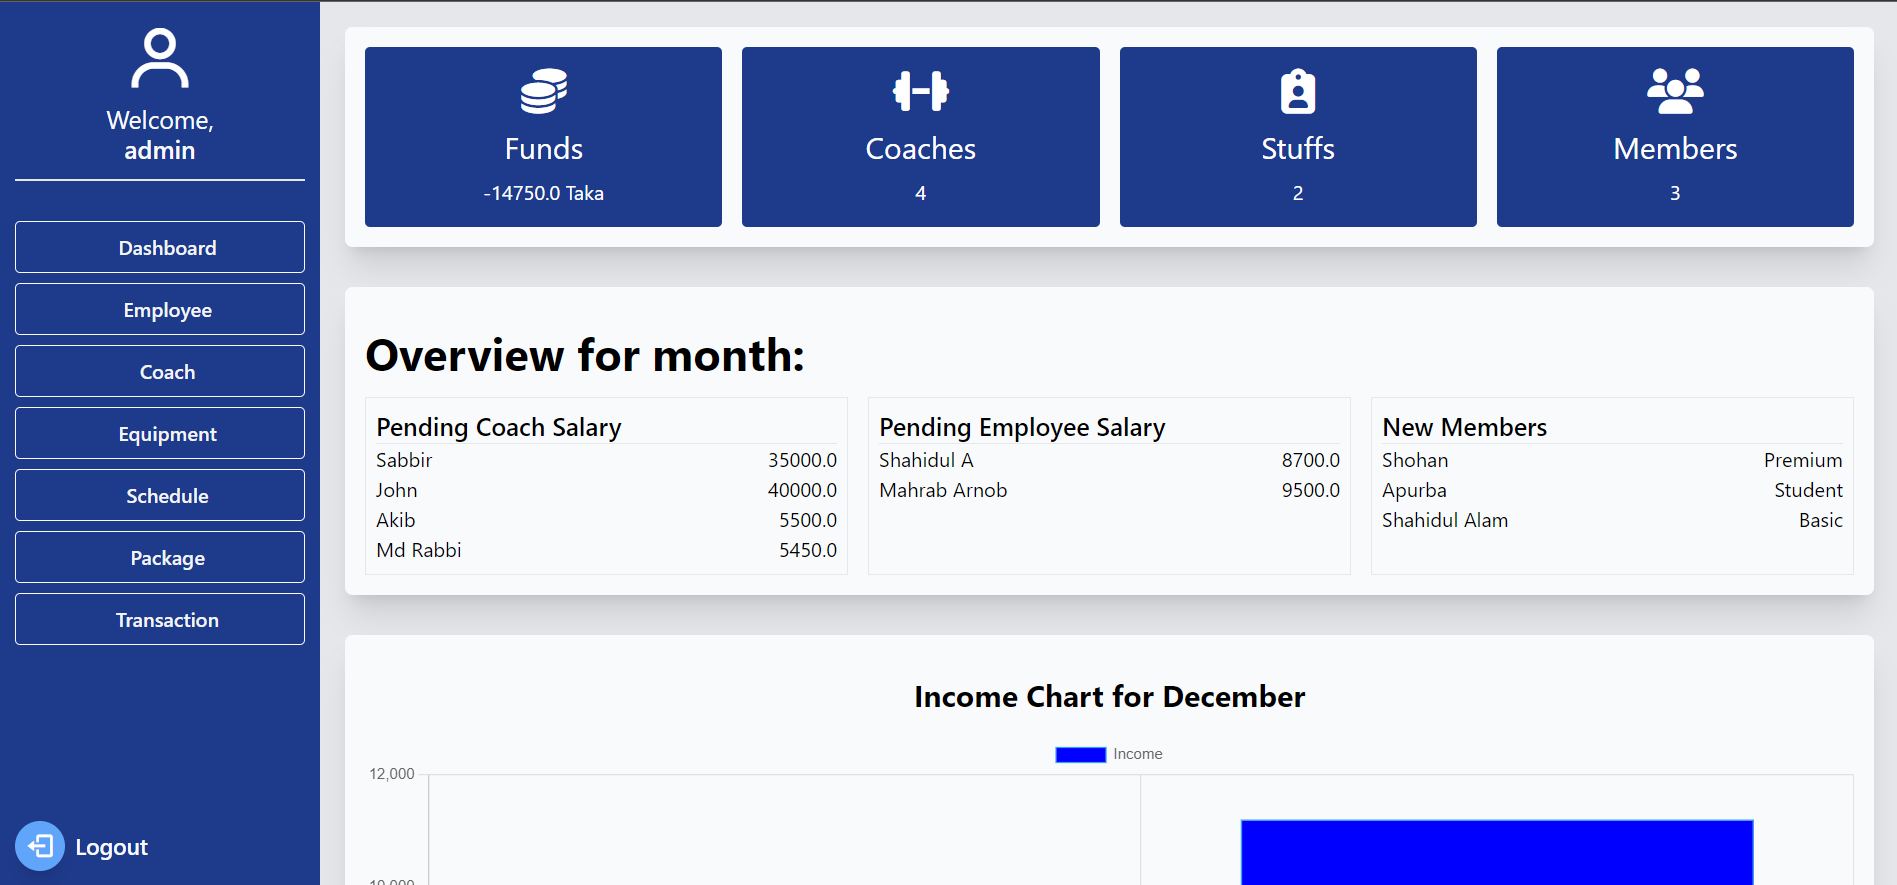 Welcome,
admin
Dashboard
Employee
Coach
Equipment
Schedule
Package
Transaction
Logout
Funds
-14750.0 Taka
Coaches
4
Stuffs
2
Members
3
Overview for month:
Pending Coach Salary
Sabbir 35000.0
John 40000.0
Akib 5500.0
Md Rabbi 5450.0
Pending Employee Salary
Shahidul A 8700.0
Mahrab Arnob 9500.0
New Members
Shohan Premium
Apurba Student
Shahidul Alam Basic
Income Chart for December
Income
12,000
10,000